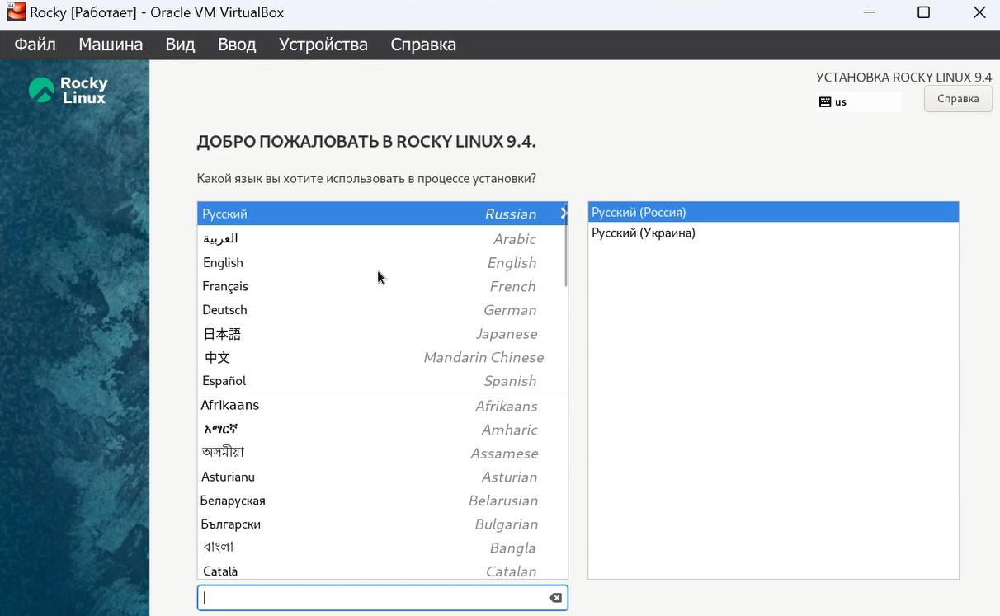 Rocky [Работает] - Oracle VM VirtualBox
Файл Машина Вид Ввод Устройства Справка
Rocky
Linux
УСТАНОВКА ROCKY LINUX 9.4
us
Справка
ДОБРО ПОЖАЛОВАТЬ В ROCKY LINUX 9.4.
Какой язык вы хотите использовать в процессе установки?
Русский Russian
العربية Arabic
English English
Français French
Deutsch German
日本語 Japanese
中文 Mandarin Chinese
Español Spanish
Afrikaans Afrikaans
አማርኛ Amharic
অসমীয়া Assamese
Asturianu Asturian
Беларуская Belarusian
Български Bulgarian
বাংলা Bangla
Català Catalan
Русский (Россия)
Русский (Украина)